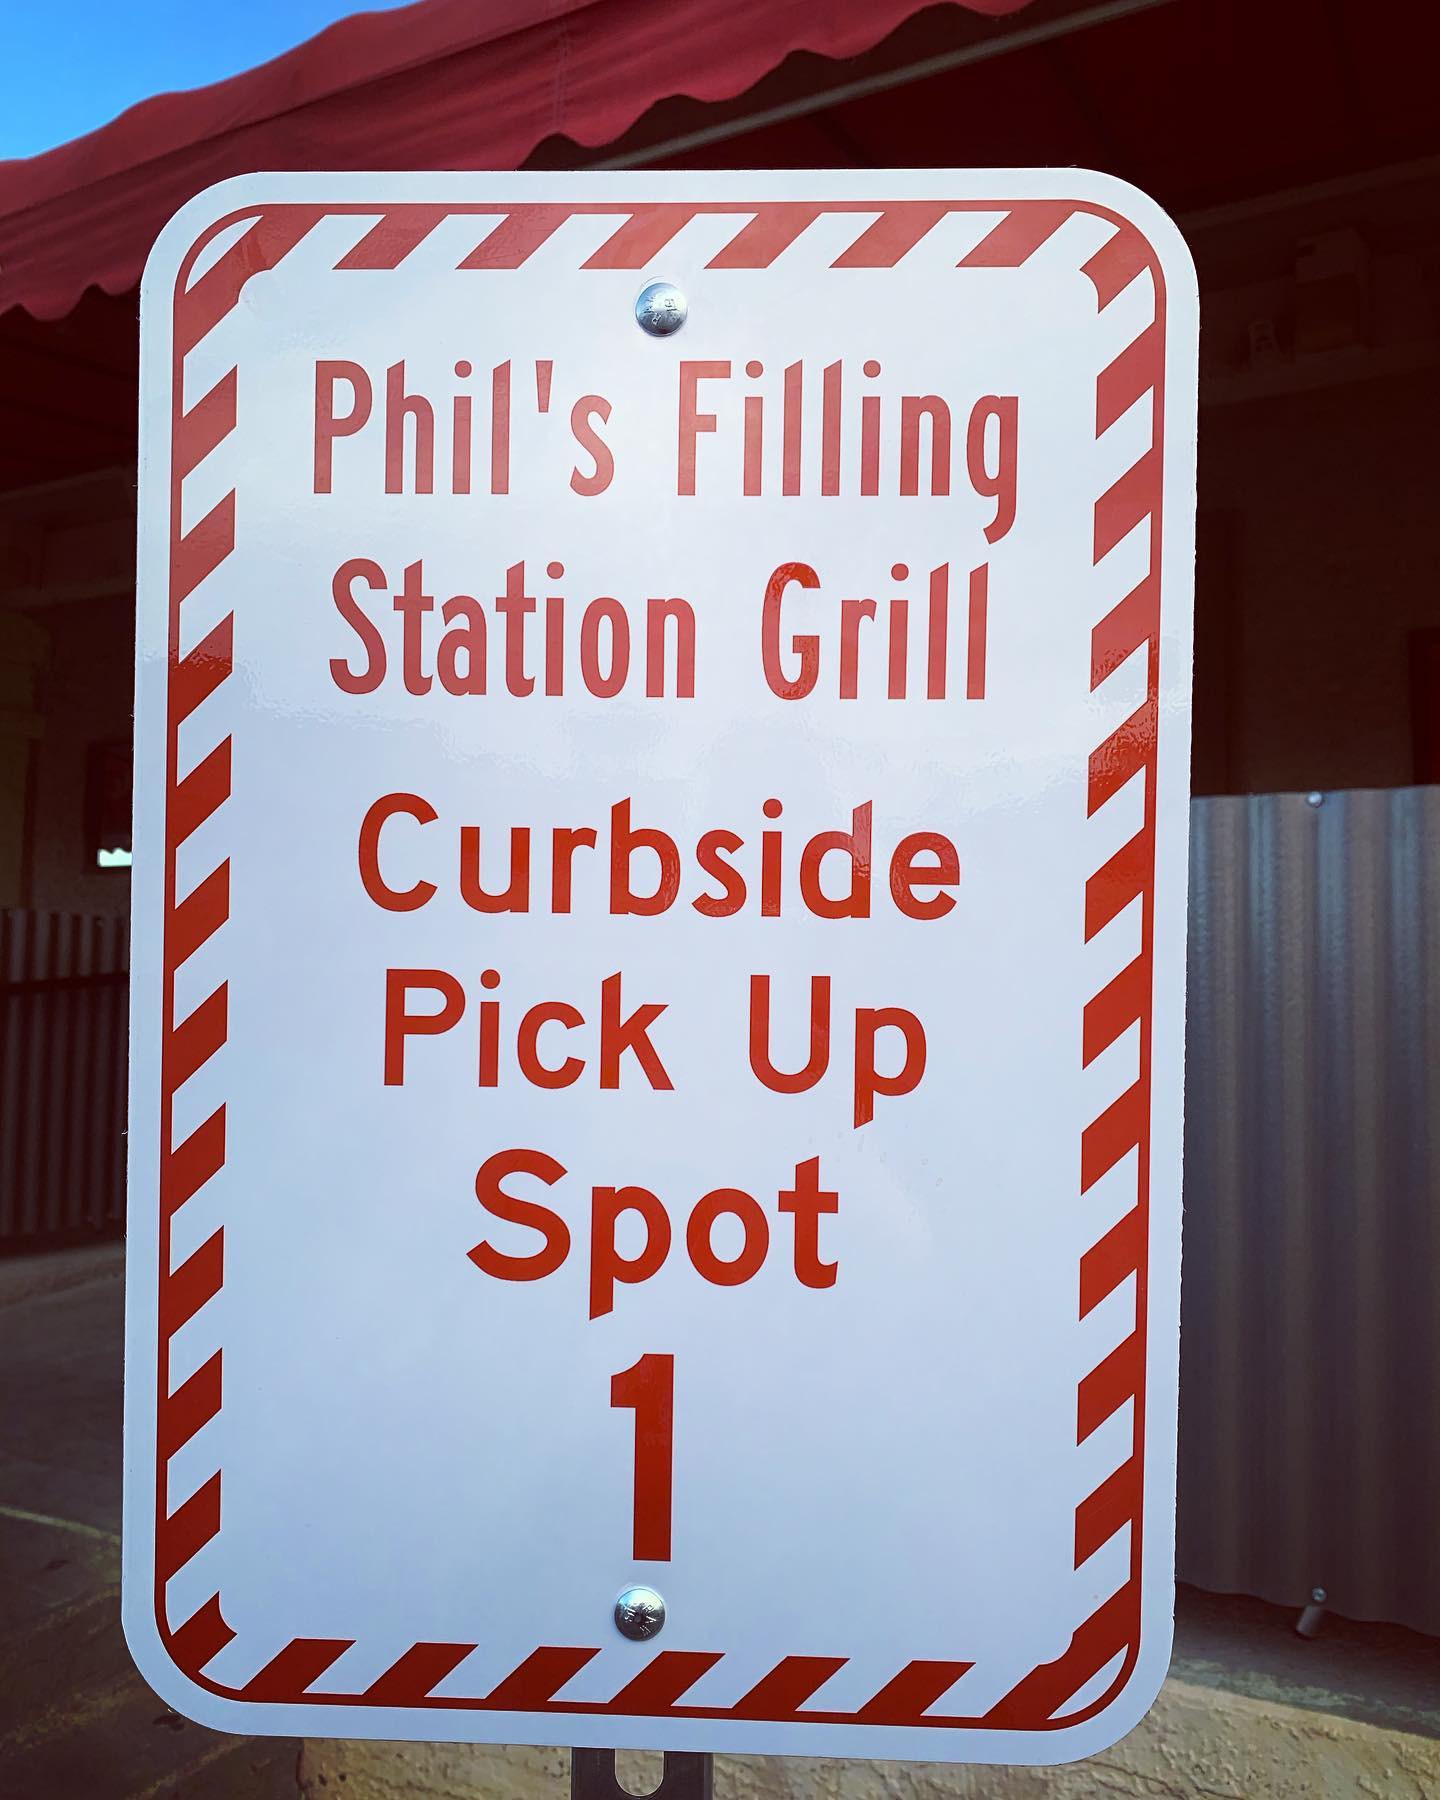 Phil's Filling
Station Grill
Curbside
Pick Up
Spot
1